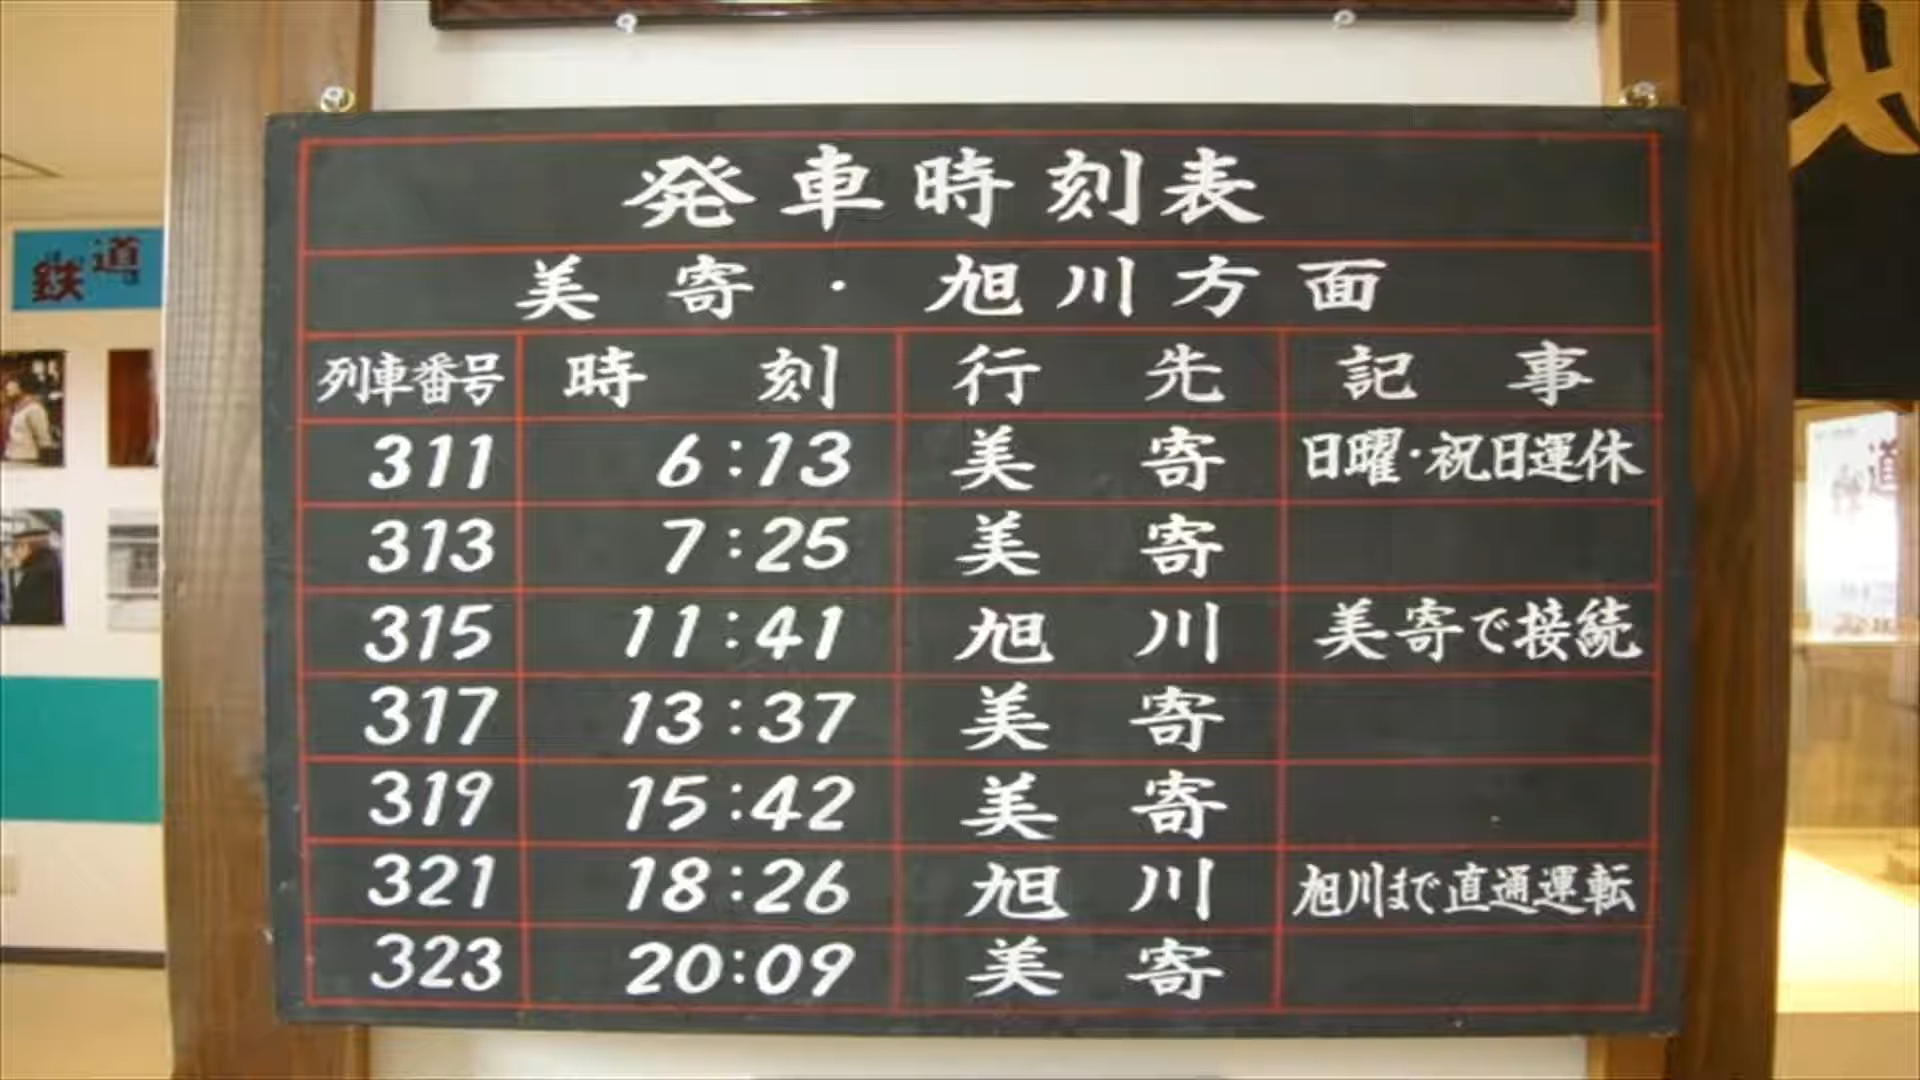 発車時刻表
美寄・旭川方面
列車番号 時刻 行先 記事
311 6:13 美寄 日曜・祝日運休
313 7:25 美寄
315 11:41 旭川 美寄で接続
317 13:37 美寄
319 15:42 美寄
321 18:26 旭川 旭川まで直通運転
323 20:09 美寄
鉄道
道